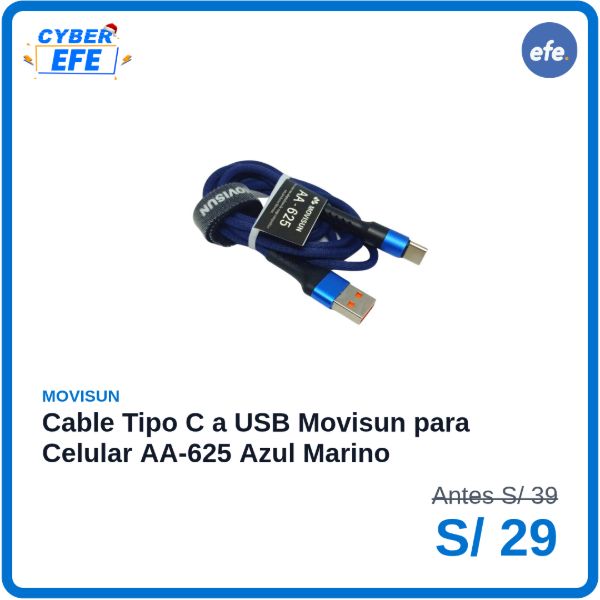 CYBER
EFE
efe.
MOVISUN
MOVISUN
AA-625
MOVISUN
Cable Tipo C a USB Movisun para
Celular AA-625 Azul Marino
Antes S/ 39
S/ 29